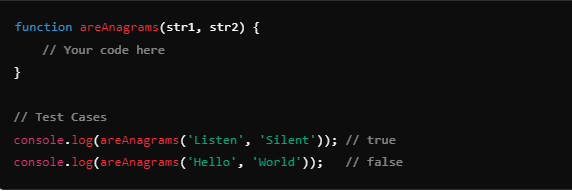 function areAnagrams(str1, str2) {
    // Your code here
}

// Test Cases
console.log(areAnagrams('Listen', 'Silent')); // true
console.log(areAnagrams('Hello', 'World'));   // false